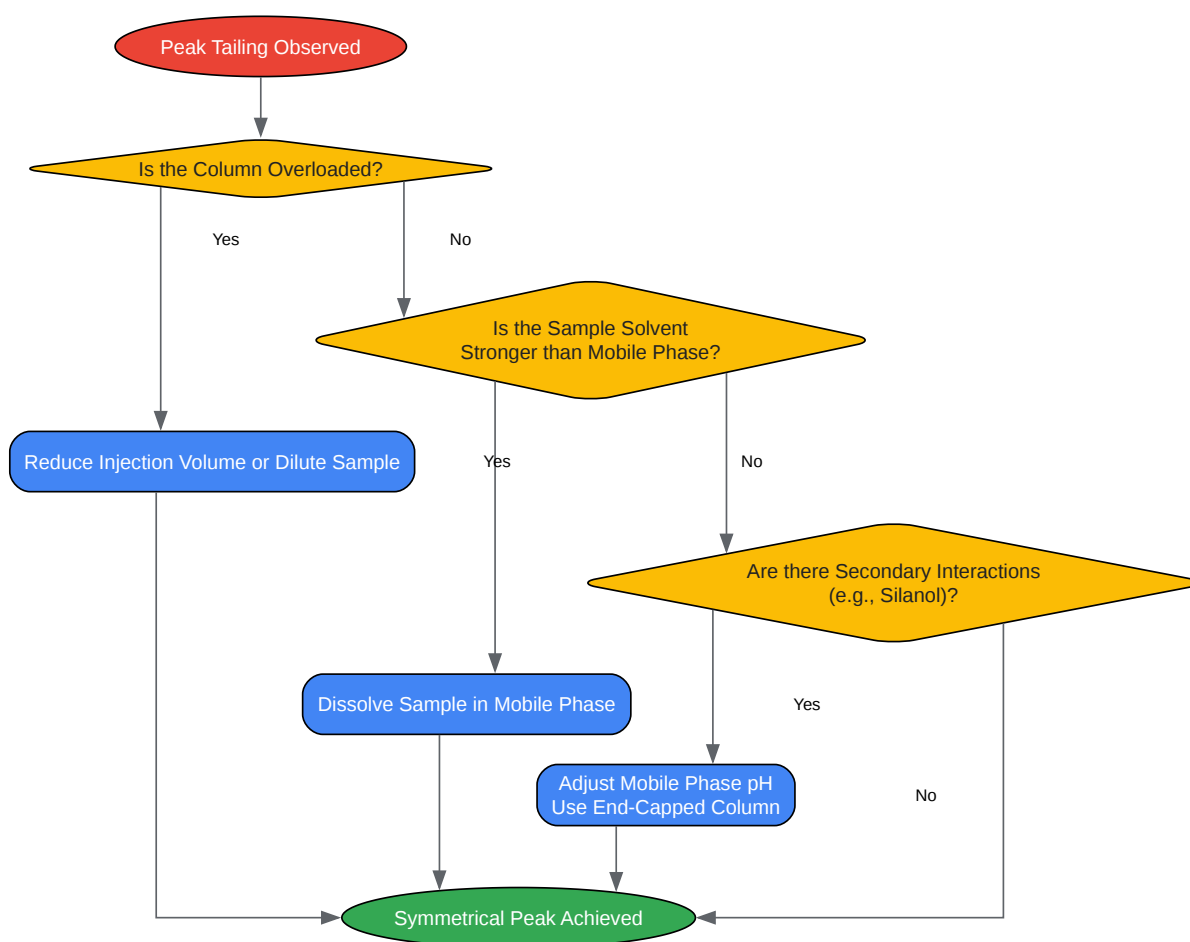 Peak Tailing Observed
Is the Column Overloaded?
Yes
No
Is the Sample Solvent
Stronger than Mobile Phase?
Reduce Injection Volume or Dilute Sample
Yes
No
Are there Secondary Interactions
(e.g., Silanol)?
Dissolve Sample in Mobile Phase
Yes
Adjust Mobile Phase pH
Use End-Capped Column
No
Symmetrical Peak Achieved